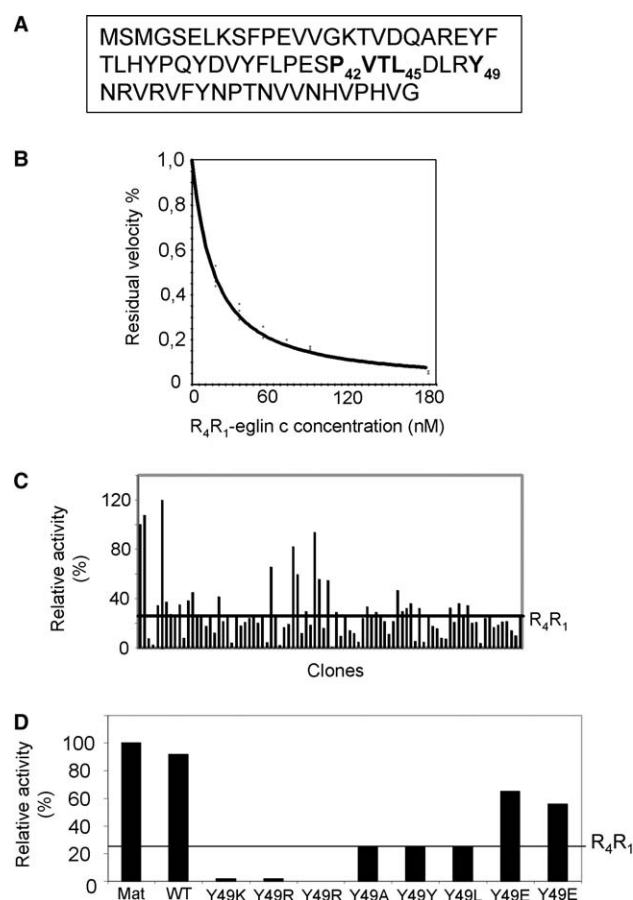 A
MSMGSELKSFPEVVGKTVDQAREYF
TLHYPQYDVYFLPESP₄₂VTL₄₅DLRY₄₉
NRVRVFYNPTNVVNHVPHVG
B
Residual velocity %
1,0
0,8
0,6
0,4
0,2
0
0 60 120 180
R₄R₁-eglin c concentration (nM)
C
Relative activity
(%)
120
80
40
0
R₄R₁
Clones
D
Relative activity
(%)
100
80
60
40
20
0
R₄R₁
Mat WT Y49K Y49R Y49R Y49A Y49Y Y49L Y49E Y49E